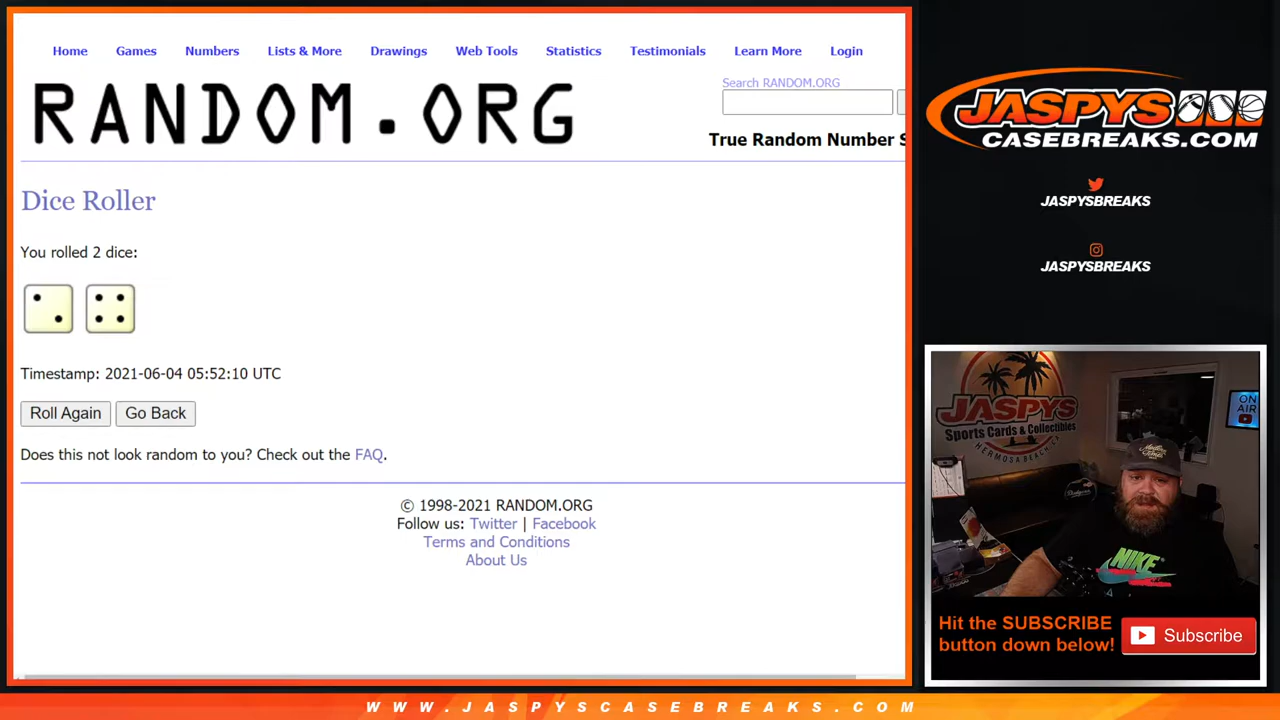 Home Games Numbers Lists & More Drawings Web Tools Statistics Testimonials Learn More Login
RANDOM.ORG
Search RANDOM.ORG
True Random Number S
Dice Roller
You rolled 2 dice:
Timestamp: 2021-06-04 05:52:10 UTC
Roll Again Go Back
Does this not look random to you? Check out the FAQ.
© 1998-2021 RANDOM.ORG
Follow us: Twitter | Facebook
Terms and Conditions
About Us
JASPYS
CASEBREAKS.COM
JASPYSBREAKS
JASPYSBREAKS
JASPYS
Sports Cards & Collectibles
HERMOSA BEACH, CA
ON
AIR
NIKE
Hit the SUBSCRIBE
button down below!
Subscribe
WWW.JASPYSCASEBREAKS.COM